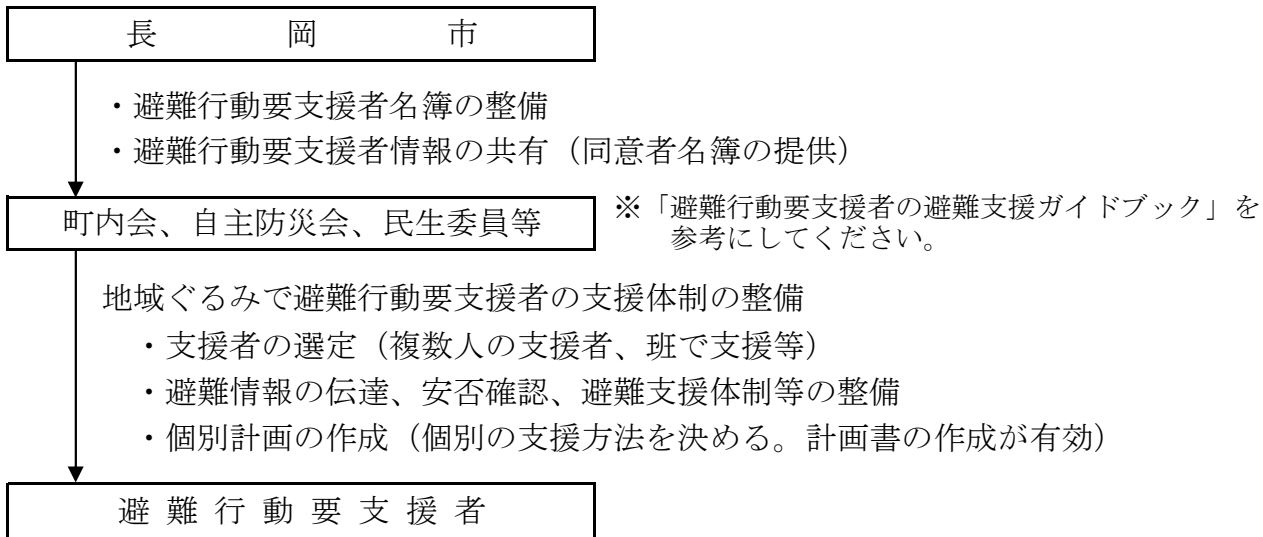 長岡市
・避難行動要支援者名簿の整備
・避難行動要支援者情報の共有（同意者名簿の提供）
町内会、自主防災会、民生委員等
※「避難行動要支援者の避難支援ガイドブック」を
参考にしてください。
地域ぐるみで避難行動要支援者の支援体制の整備
・支援者の選定（複数人の支援者、班で支援等）
・避難情報の伝達、安否確認、避難支援体制等の整備
・個別計画の作成（個別の支援方法を決める。計画書の作成が有効）
避難行動要支援者